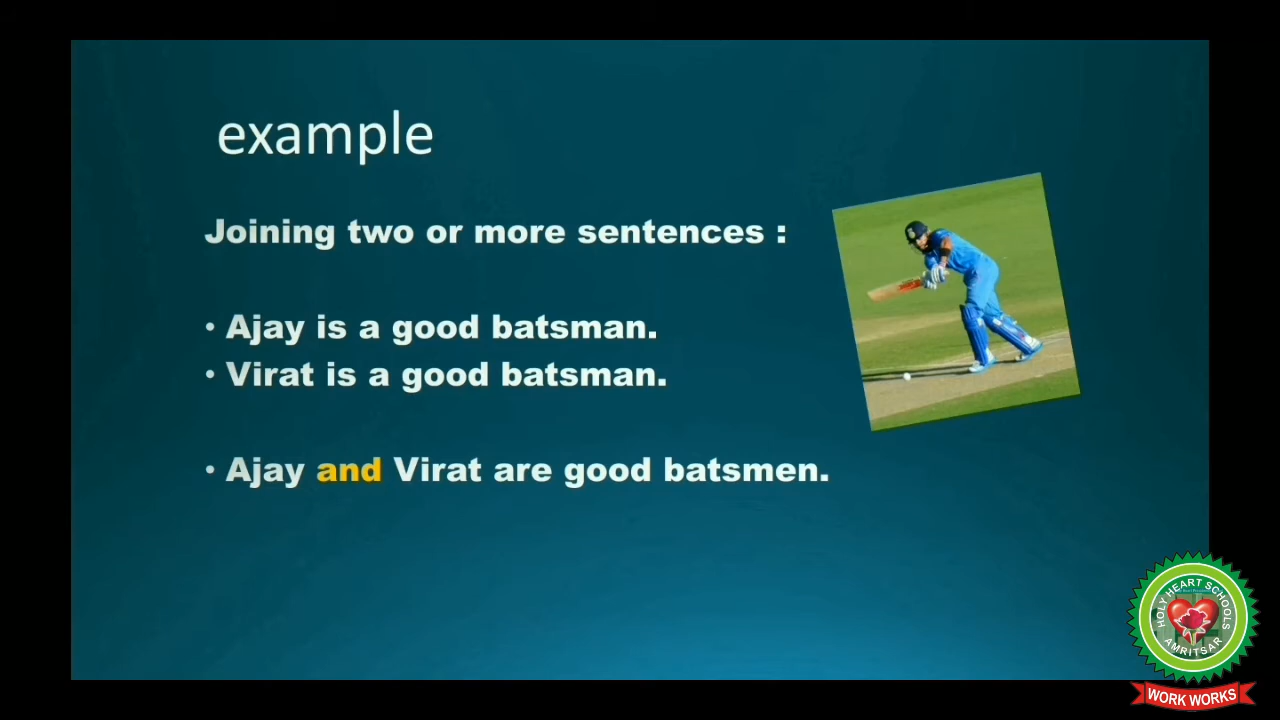 example
Joining two or more sentences :
• Ajay is a good batsman.
• Virat is a good batsman.
• Ajay and Virat are good batsmen.
HOLY HEART SCHOOLS
AMRITSAR
WORK WORKS